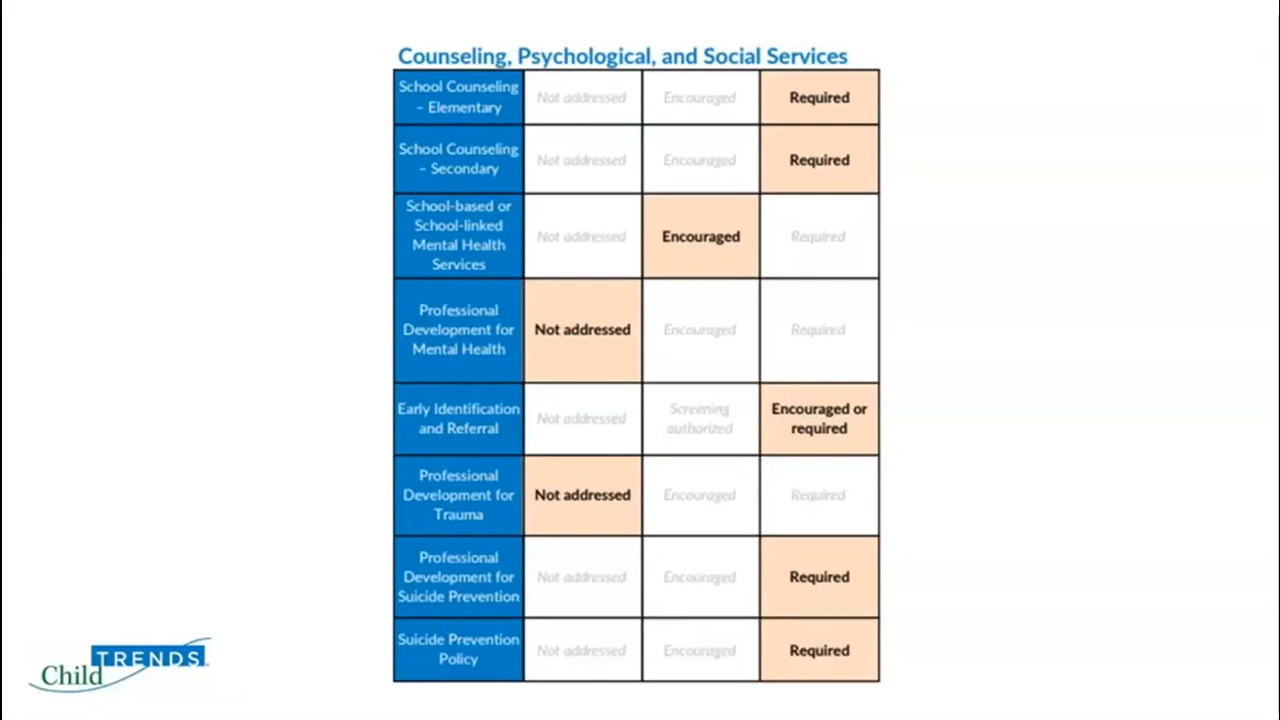 Counseling, Psychological, and Social Services
School Counseling
– Elementary
Not addressed
Encouraged
Required
School Counseling
– Secondary
Not addressed
Encouraged
Required
School-based or
School-linked
Mental Health
Services
Not addressed
Encouraged
Required
Professional
Development for
Mental Health
Not addressed
Encouraged
Required
Early Identification
and Referral
Not addressed
Screening
authorized
Encouraged or
required
Professional
Development for
Trauma
Not addressed
Encouraged
Required
Professional
Development for
Suicide Prevention
Not addressed
Encouraged
Required
Suicide Prevention
Policy
Not addressed
Encouraged
Required
Child TRENDS